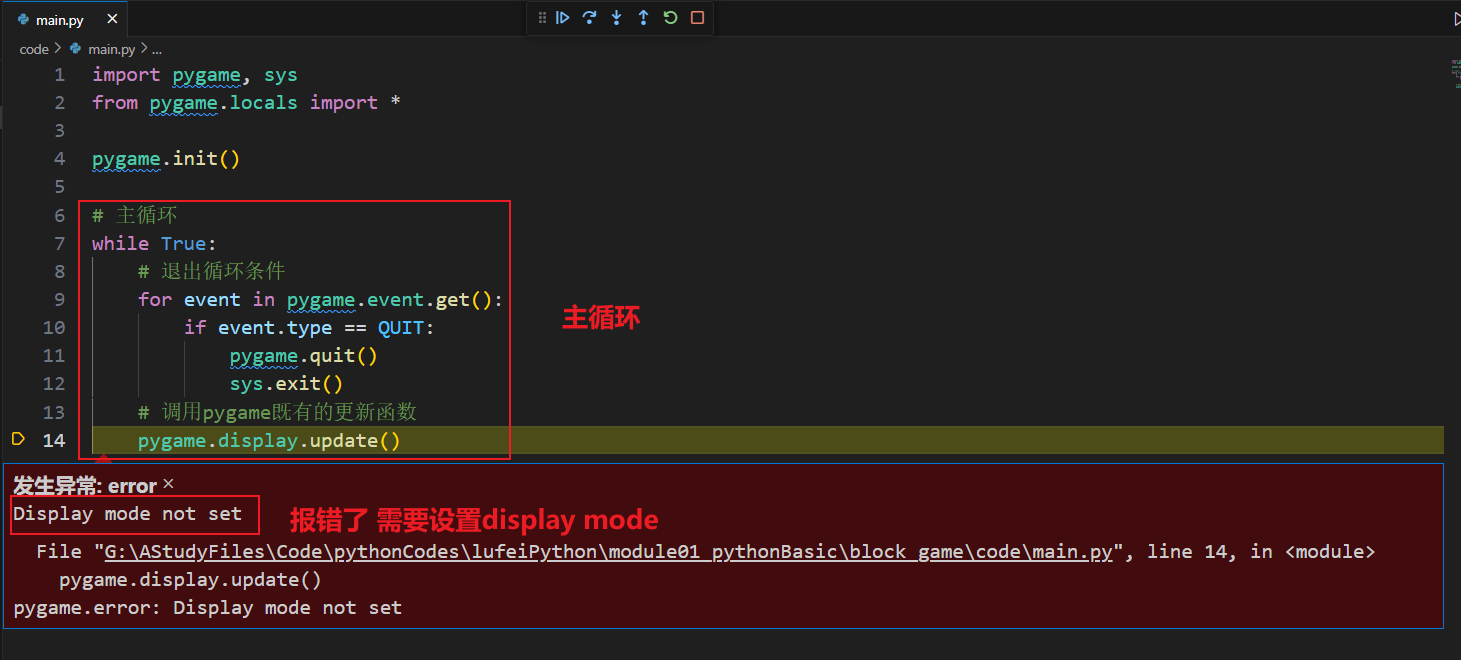 main.py ×
code > main.py > ...
1 import pygame, sys
2 from pygame.locals import *
3
4 pygame.init()
5
6 # 主循环
7 while True:
8     # 退出循环条件
9     for event in pygame.event.get():
10         if event.type == QUIT:
11             pygame.quit()
12             sys.exit()
13     # 调用pygame既有的更新函数
14     pygame.display.update()
主循环
发生异常: error ×
Display mode not set
报错了 需要设置display mode
  File "G:\AStudyFiles\Code\pythonCodes\lufeiPython\module01_pythonBasic\block_game\code\main.py", line 14, in <module>
    pygame.display.update()
pygame.error: Display mode not set